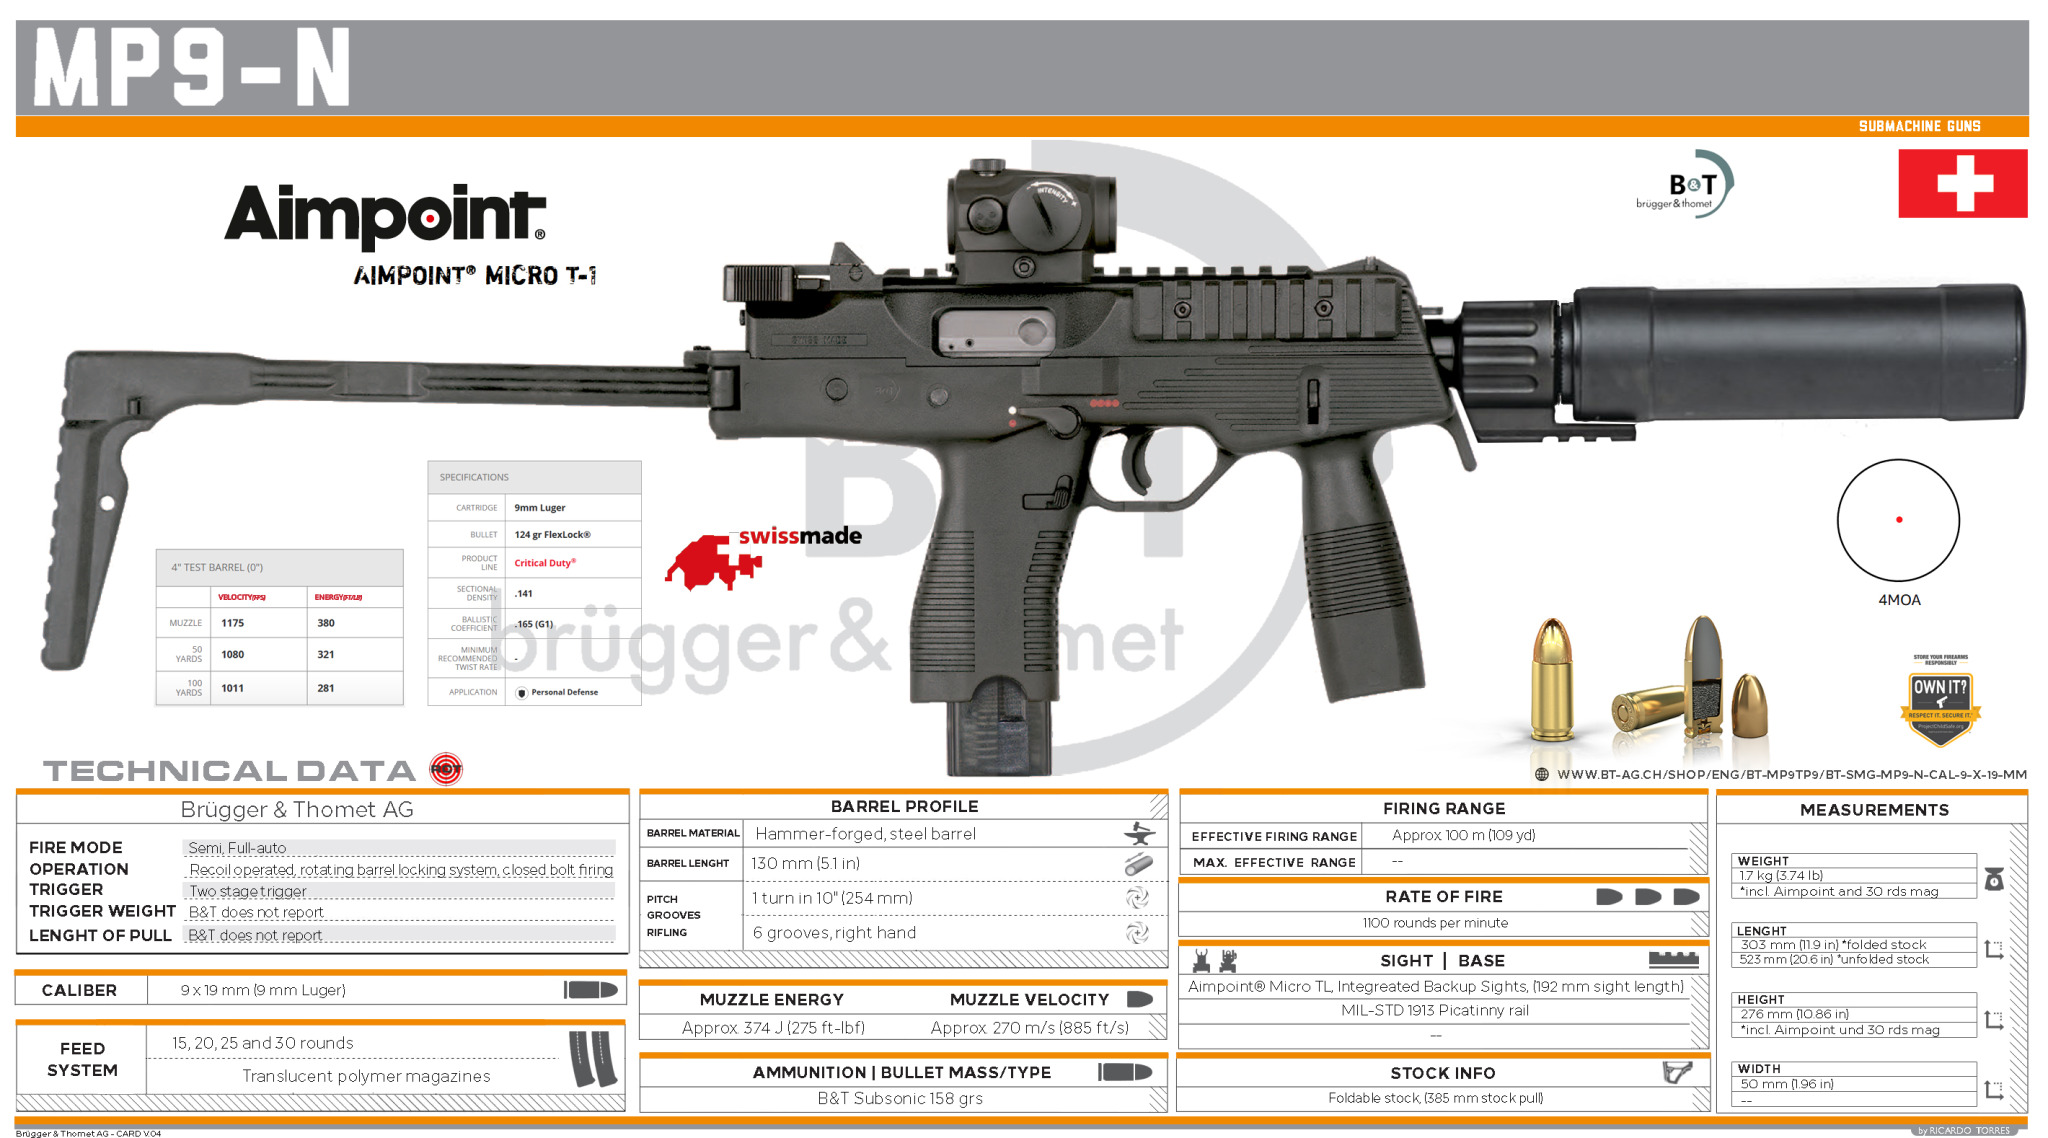 MP9-N
SUBMACHINE GUNS
Aimpoint®
AIMPOINT® MICRO T-1
B&T
brügger & thomet
INTENSITY
SWISS MADE
swissmade
B&T
brügger & thomet
4" TEST BARREL (0")
VELOCITY(FPS) ENERGY(FT/LB)
MUZZLE 1175 380
50 YARDS 1080 321
100 YARDS 1011 281
SPECIFICATIONS
CARTRIDGE 9mm Luger
BULLET 124 gr FlexLock®
PRODUCT LINE Critical Duty®
SECTIONAL DENSITY .141
BALLISTIC COEFFICIENT .165 (G1)
MINIMUM RECOMMENDED TWIST RATE -
APPLICATION Personal Defense
4MOA
STORE YOUR FIREARMS
RESPONSIBLY
OWN IT?
RESPECT IT. SECURE IT.
ProjectChildSafe.org
WWW.BT-AG.CH/SHOP/ENG/BT-MP9TP9/BT-SMG-MP9-N-CAL-9-X-19-MM
TECHNICAL DATA
Brügger & Thomet AG
FIRE MODE Semi, Full-auto
OPERATION Recoil operated, rotating barrel locking system, closed bolt firing
TRIGGER Two stage trigger
TRIGGER WEIGHT B&T does not report
LENGHT OF PULL B&T does not report
CALIBER 9 x 19 mm (9 mm Luger)
FEED SYSTEM
15, 20, 25 and 30 rounds
Translucent polymer magazines
BARREL PROFILE
BARREL MATERIAL Hammer-forged, steel barrel
BARREL LENGHT 130 mm (5.1 in)
PITCH 1 turn in 10" (254 mm)
GROOVES
RIFLING 6 grooves, right hand
MUZZLE ENERGY MUZZLE VELOCITY
Approx. 374 J (275 ft-lbf) Approx. 270 m/s (885 ft/s)
AMMUNITION | BULLET MASS/TYPE
B&T Subsonic 158 grs
FIRING RANGE
EFFECTIVE FIRING RANGE Approx. 100 m (109 yd)
MAX. EFFECTIVE RANGE --
RATE OF FIRE
1100 rounds per minute
SIGHT | BASE
Aimpoint® Micro TL, Integreated Backup Sights, (192 mm sight length)
MIL-STD 1913 Picatinny rail
--
STOCK INFO
Foldable stock, (385 mm stock pull)
MEASUREMENTS
WEIGHT
1.7 kg (3.74 lb)
*incl. Aimpoint and 30 rds mag
LENGHT
303 mm (11.9 in) *folded stock
523 mm (20.6 in) *unfolded stock
HEIGHT
276 mm (10.86 in)
*incl. Aimpoint und 30 rds mag
WIDTH
50 mm (1.96 in)
--
Brügger & Thomet AG - CARD V.04
by RICARDO TORRES